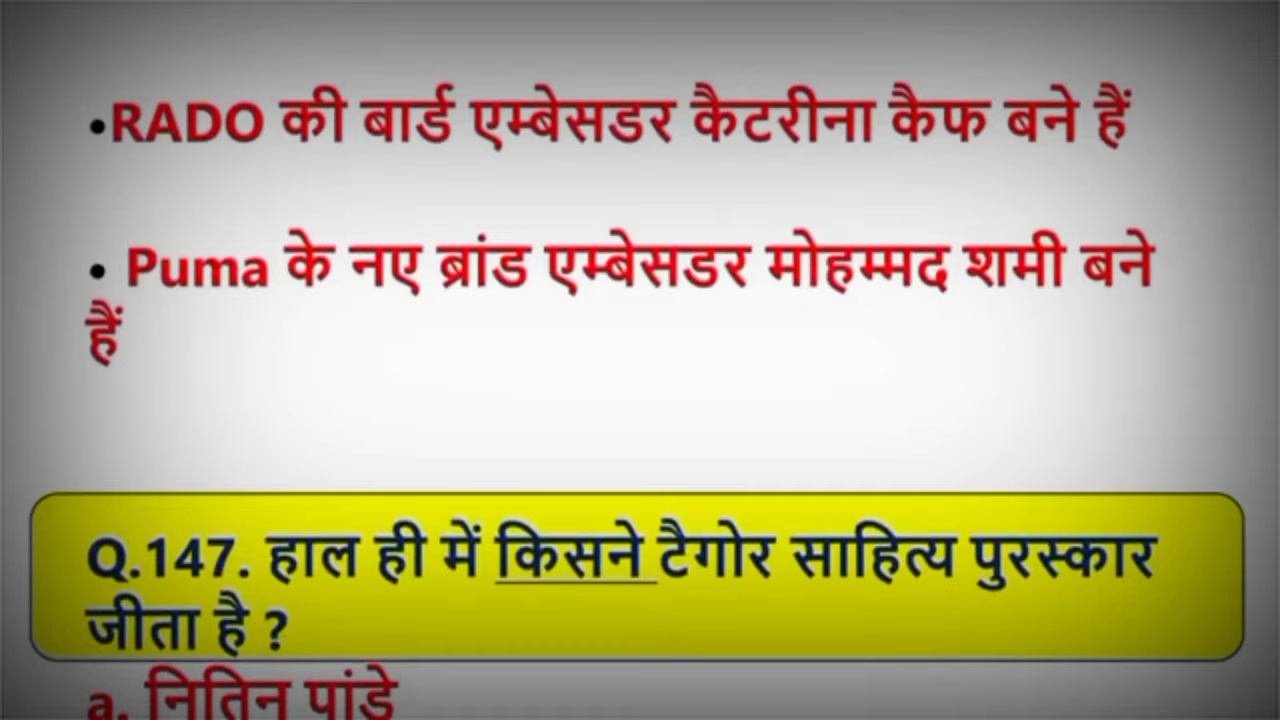 •RADO की बार्ड एम्बेसडर कैटरीना कैफ बने हैं
• Puma के नए ब्रांड एम्बेसडर मोहम्मद शमी बने
हैं
Q.147. हाल ही में किसने टैगोर साहित्य पुरस्कार
जीता है ?
a. नितिन पांडे